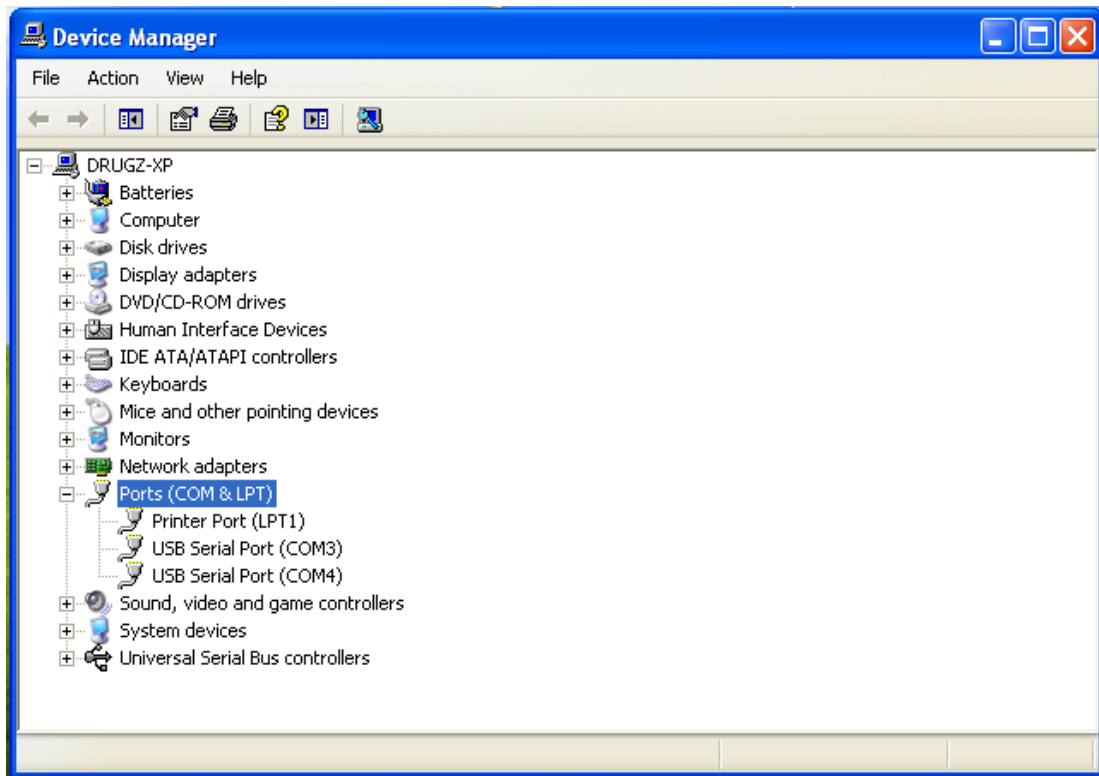 Device Manager
File Action View Help
DRUGZ-XP
Batteries
Computer
Disk drives
Display adapters
DVD/CD-ROM drives
Human Interface Devices
IDE ATA/ATAPI controllers
Keyboards
Mice and other pointing devices
Monitors
Network adapters
Ports (COM & LPT)
Printer Port (LPT1)
USB Serial Port (COM3)
USB Serial Port (COM4)
Sound, video and game controllers
System devices
Universal Serial Bus controllers